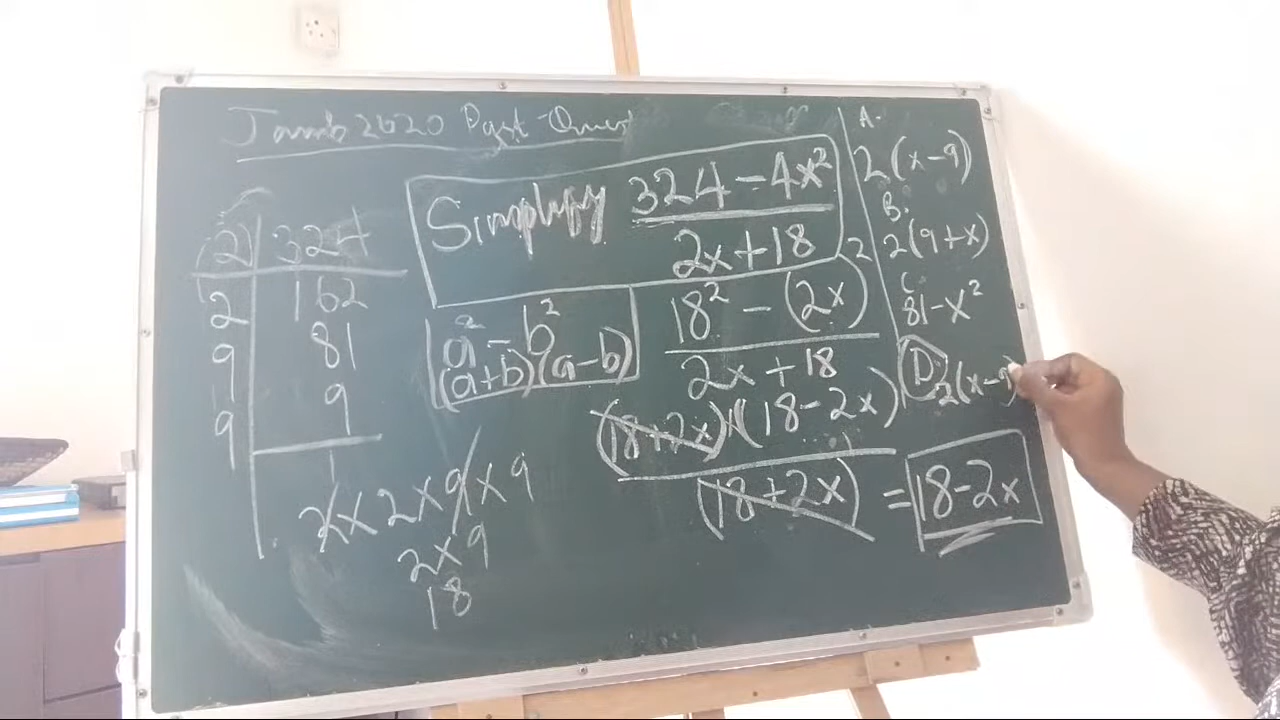 Jamb 2020 Past
Simplify 324 - 4x²
2x + 18
2 | 324
2 | 162
9 | 81
9 | 9
1
2 x 2 x 9 x 9
2 x 9
18
a² - b²
(a+b)(a-b)
18² - (2x)²
2x + 18
(18+2x)(18-2x)
(18+2x)
= 18-2x
A.
2(x-9)
B.
2(9+x)
C.
81-x²
D 2(x-9)